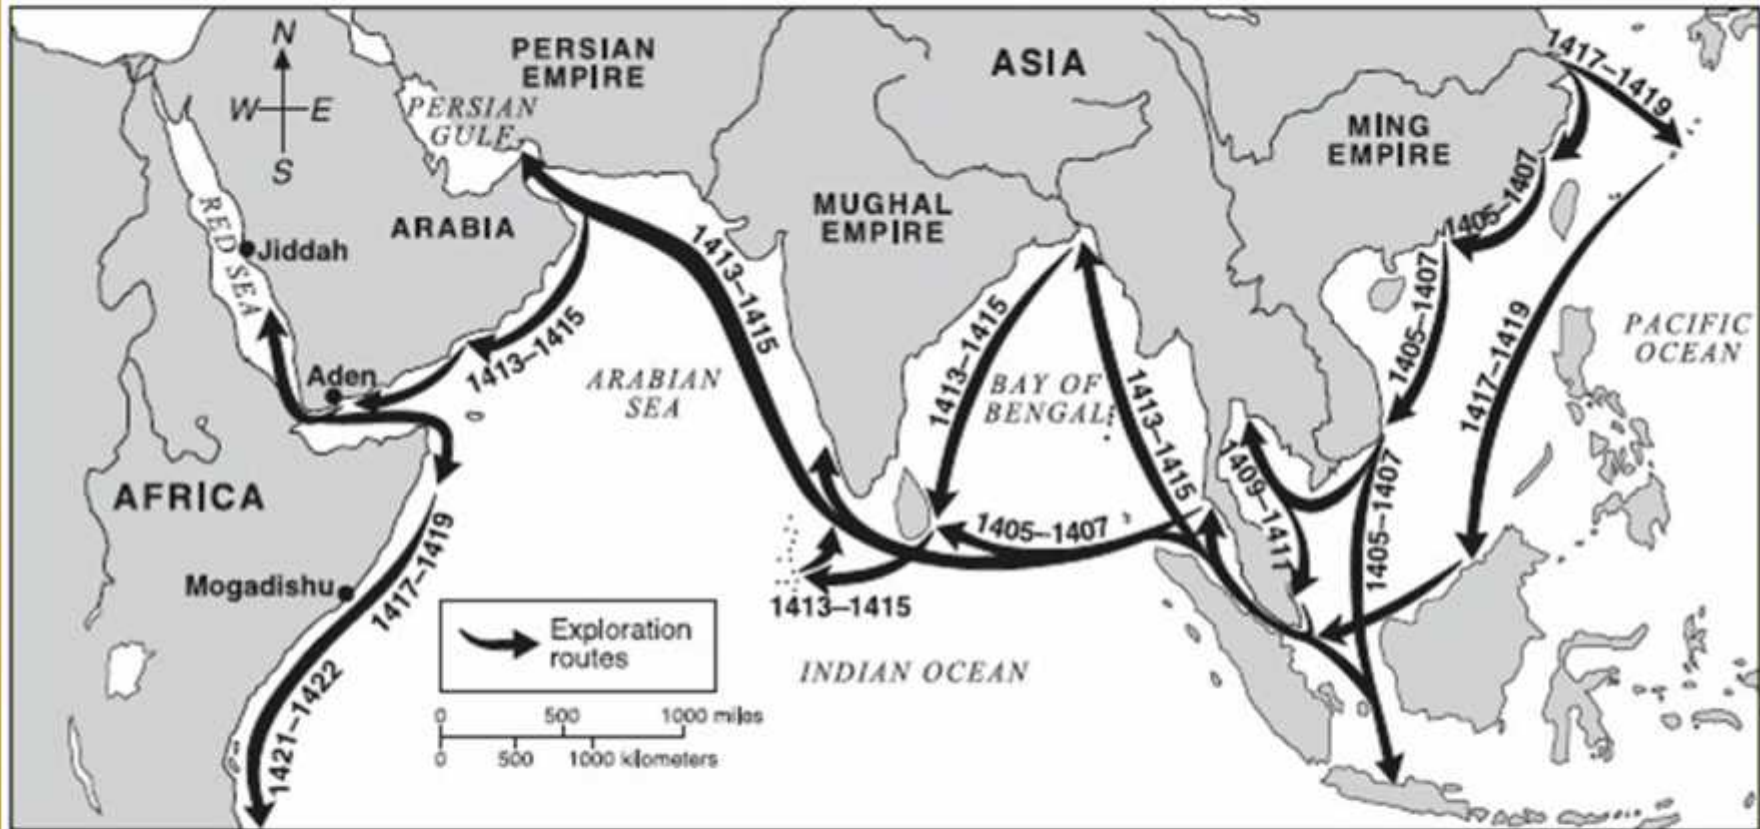 1417–1419
PERSIAN
EMPIRE
ASIA
N
W E
S
PERSIAN
GULF
MING
EMPIRE
1405–1407
RED SEA
Jiddah
ARABIA
MUGHAL
EMPIRE
1413–1415
1405–1407
1417–1419
PACIFIC
OCEAN
Aden
1413–1415
ARABIAN
SEA
1413–1415
BAY OF
BENGAL
1413–1415
1409–1411
1405–1407
AFRICA
1405–1407
Mogadishu
1417–1419
1413–1415
Exploration
routes
INDIAN OCEAN
1421–1422
0 500 1000 miles
0 500 1000 kilometers